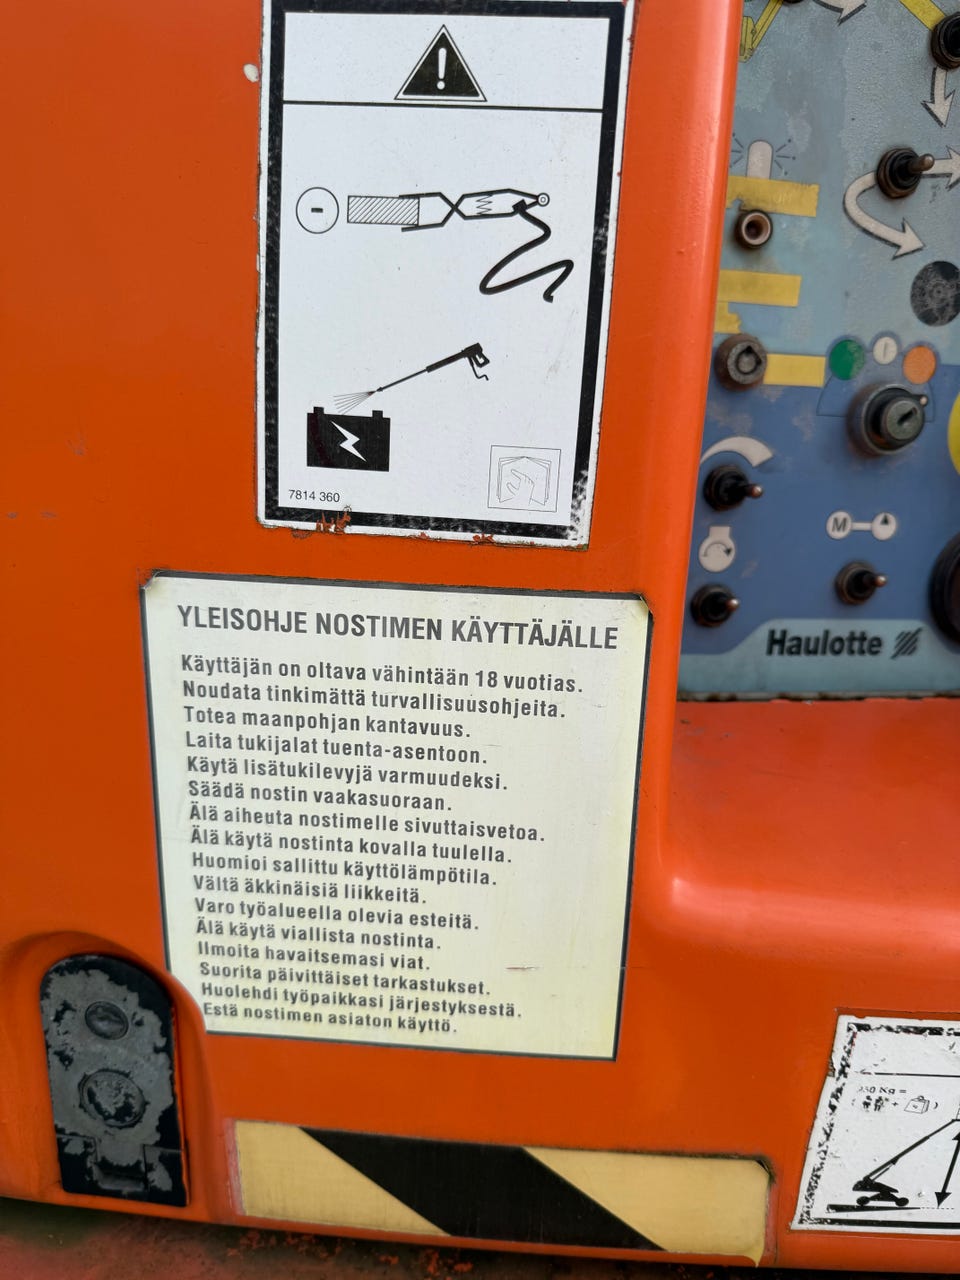 7814 360
YLEISOHJE NOSTIMEN KÄYTTÄJÄLLE
Käyttäjän on oltava vähintään 18 vuotias.
Noudata tinkimättä turvallisuusohjeita.
Totea maanpohjan kantavuus.
Laita tukijalat tuenta-asentoon.
Käytä lisätukilevyjä varmuudeksi.
Säädä nostin vaakasuoraan.
Älä aiheuta nostimelle sivuttaisvetoa.
Älä käytä nostinta kovalla tuulella.
Huomioi sallittu käyttölämpötila.
Vältä äkkinäisiä liikkeitä.
Varo työalueella olevia esteitä.
Älä käytä viallista nostinta.
Ilmoita havaitsemasi viat.
Suorita päivittäiset tarkastukset.
Huolehdi työpaikkasi järjestyksestä.
Estä nostimen asiaton käyttö.
M
Haulotte